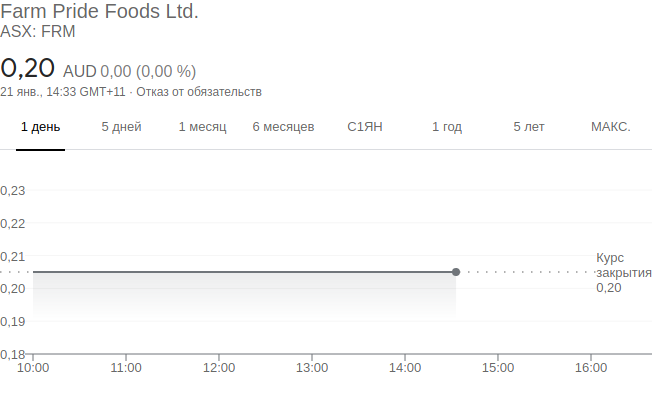 Farm Pride Foods Ltd.
ASX: FRM
0,20 AUD 0,00 (0,00 %)
21 янв., 14:33 GMT+11 · Отказ от обязательств
1 день 5 дней 1 месяц 6 месяцев С1ЯН 1 год 5 лет МАКС.
0,23
0,22
0,21
Курс
закрытия
0,20
0,20
0,19
0,18
10:00 11:00 12:00 13:00 14:00 15:00 16:00